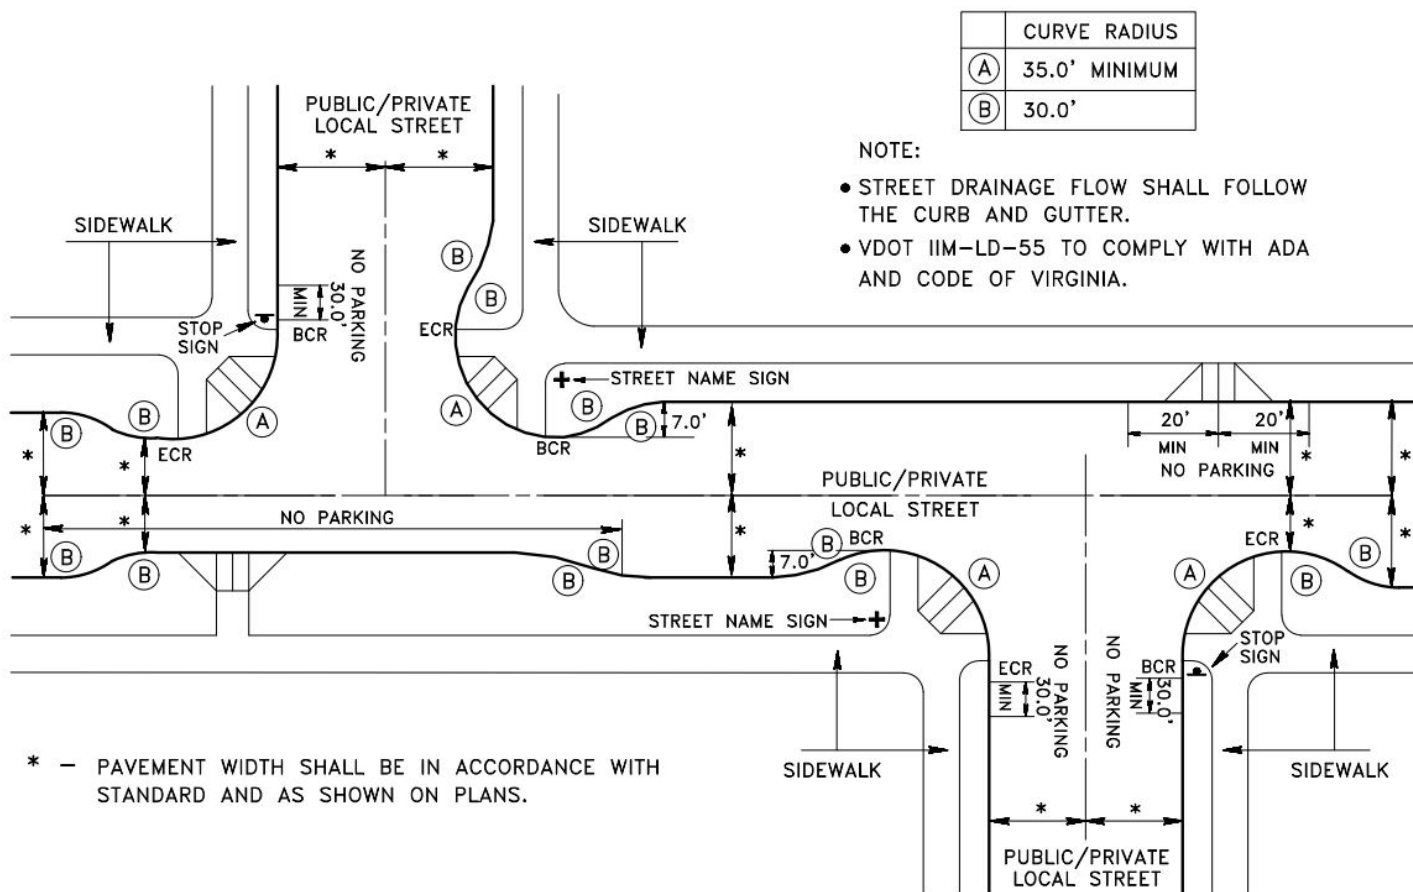 CURVE RADIUS
A 35.0' MINIMUM
B 30.0'
NOTE:
• STREET DRAINAGE FLOW SHALL FOLLOW
THE CURB AND GUTTER.
• VDOT IIM-LD-55 TO COMPLY WITH ADA
AND CODE OF VIRGINIA.
PUBLIC/PRIVATE
LOCAL STREET
* *
SIDEWALK
SIDEWALK
B
B
NO PARKING
30.0'
MIN
STOP
SIGN
BCR
ECR
STREET NAME SIGN
A
A
B
B
B
B
7.0'
ECR
BCR
20' 20'
MIN MIN
NO PARKING
*
*
*
*
*
PUBLIC/PRIVATE
LOCAL STREET
NO PARKING
*
*
*
*
*
B
B
B
B
7.0'
B
B
BCR
A
ECR
A
B
B
STREET NAME SIGN
STOP
SIGN
ECR
30.0'
MIN
NO PARKING
NO PARKING
BCR
30.0'
MIN
SIDEWALK
SIDEWALK
* – PAVEMENT WIDTH SHALL BE IN ACCORDANCE WITH
STANDARD AND AS SHOWN ON PLANS.
* *
PUBLIC/PRIVATE
LOCAL STREET